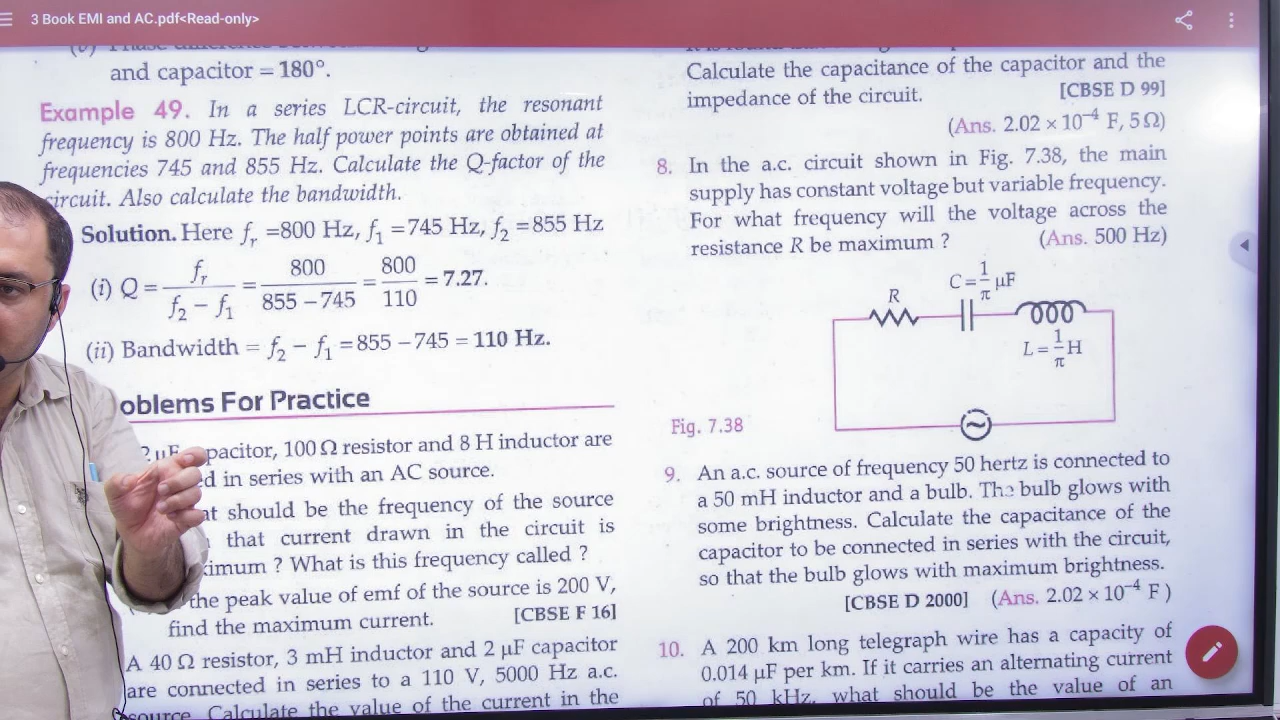 3 Book EMI and AC.pdf<Read-only>
and capacitor = 180°.
Example 49. In a series LCR-circuit, the resonant
frequency is 800 Hz. The half power points are obtained at
frequencies 745 and 855 Hz. Calculate the Q-factor of the
circuit. Also calculate the bandwidth.
Solution. Here f_r =800 Hz, f₁ =745 Hz, f₂ =855 Hz
(i) Q = f_r / (f₂ − f₁) = 800 / (855 − 745) = 800 / 110 = 7.27.
(ii) Bandwidth = f₂ − f₁ = 855 − 745 = 110 Hz.
oblems For Practice
2 μF pacitor, 100 Ω resistor and 8 H inductor are
d in series with an AC source.
at should be the frequency of the source
that current drawn in the circuit is
imum ? What is this frequency called ?
the peak value of emf of the source is 200 V,
find the maximum current. [CBSE F 16]
A 40 Ω resistor, 3 mH inductor and 2 μF capacitor
are connected in series to a 110 V, 5000 Hz a.c.
source. Calculate the value of the current in the
Calculate the capacitance of the capacitor and the
impedance of the circuit. [CBSE D 99]
(Ans. 2.02 × 10⁻⁴ F, 5 Ω)
8. In the a.c. circuit shown in Fig. 7.38, the main
supply has constant voltage but variable frequency.
For what frequency will the voltage across the
resistance R be maximum ? (Ans. 500 Hz)
R
C = 1/π μF
L = 1/π H
Fig. 7.38
9. An a.c. source of frequency 50 hertz is connected to
a 50 mH inductor and a bulb. The bulb glows with
some brightness. Calculate the capacitance of the
capacitor to be connected in series with the circuit,
so that the bulb glows with maximum brightness.
[CBSE D 2000] (Ans. 2.02 × 10⁻⁴ F )
10. A 200 km long telegraph wire has a capacity of
0.014 μF per km. If it carries an alternating current
of 50 kHz, what should be the value of an